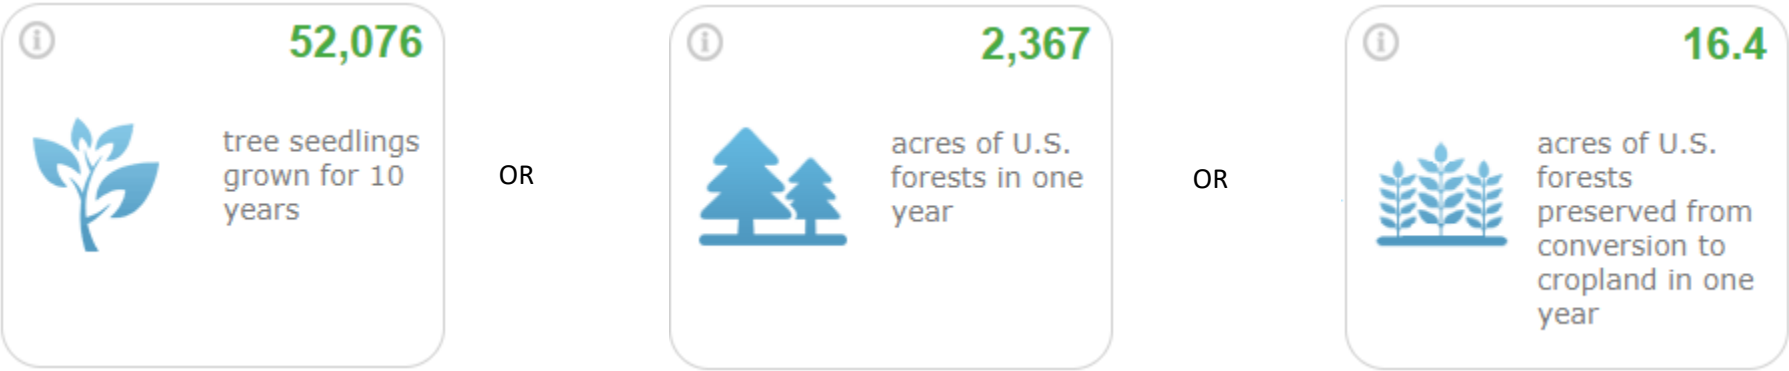 52,076
tree seedlings
grown for 10
years
OR
2,367
acres of U.S.
forests in one
year
OR
16.4
acres of U.S.
forests
preserved from
conversion to
cropland in one
year